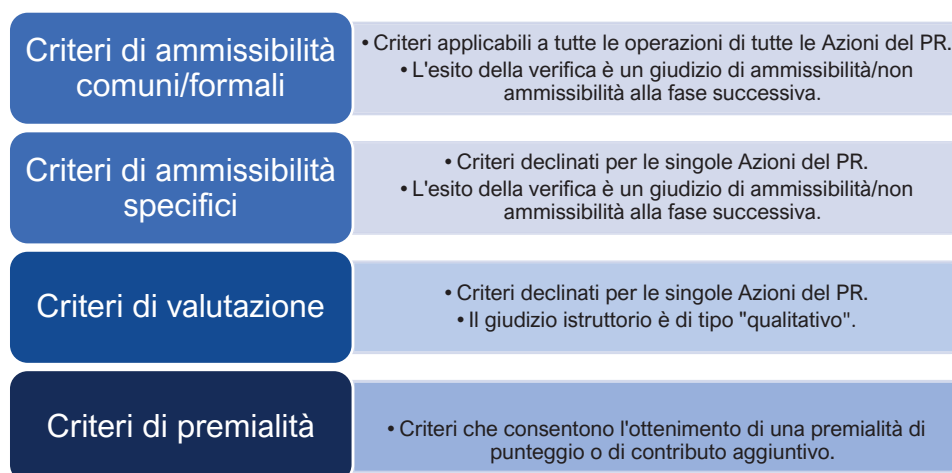 Criteri di ammissibilità
comuni/formali
• Criteri applicabili a tutte le operazioni di tutte le Azioni del PR.
• L'esito della verifica è un giudizio di ammissibilità/non
ammissibilità alla fase successiva.
Criteri di ammissibilità
specifici
• Criteri declinati per le singole Azioni del PR.
• L'esito della verifica è un giudizio di ammissibilità/non
ammissibilità alla fase successiva.
Criteri di valutazione
• Criteri declinati per le singole Azioni del PR.
• Il giudizio istruttorio è di tipo "qualitativo".
Criteri di premialità
• Criteri che consentono l'ottenimento di una premialità di
punteggio o di contributo aggiuntivo.